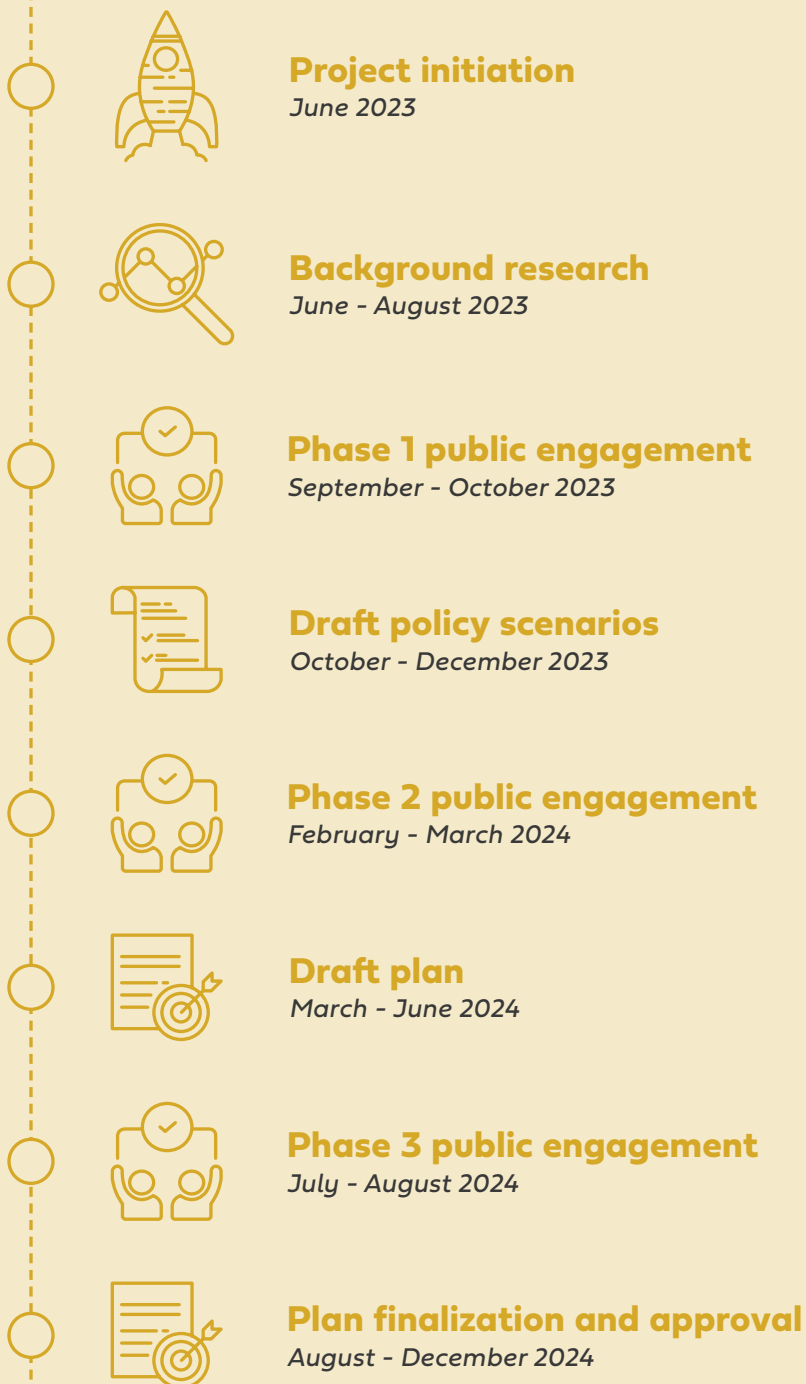 Project initiation
June 2023
Background research
June - August 2023
Phase 1 public engagement
September - October 2023
Draft policy scenarios
October - December 2023
Phase 2 public engagement
February - March 2024
Draft plan
March - June 2024
Phase 3 public engagement
July - August 2024
Plan finalization and approval
August - December 2024